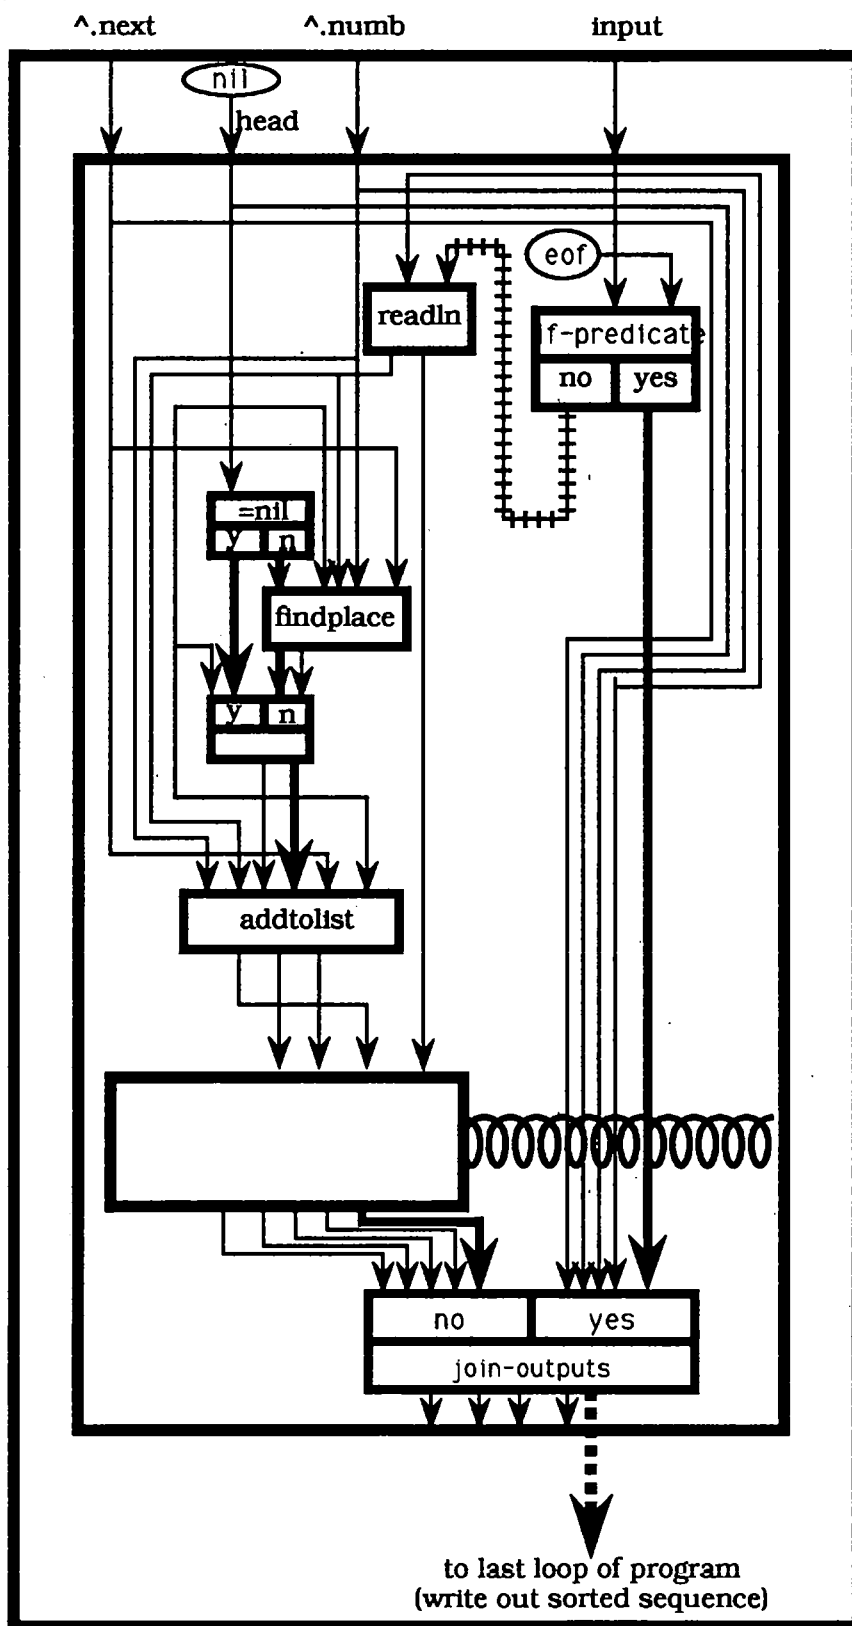 ^.next ^.numb input
nil
head
eof
readln
if-predicate
no yes
=nil
y n
findplace
y n
addtolist
no yes
join-outputs
to last loop of program
(write out sorted sequence)